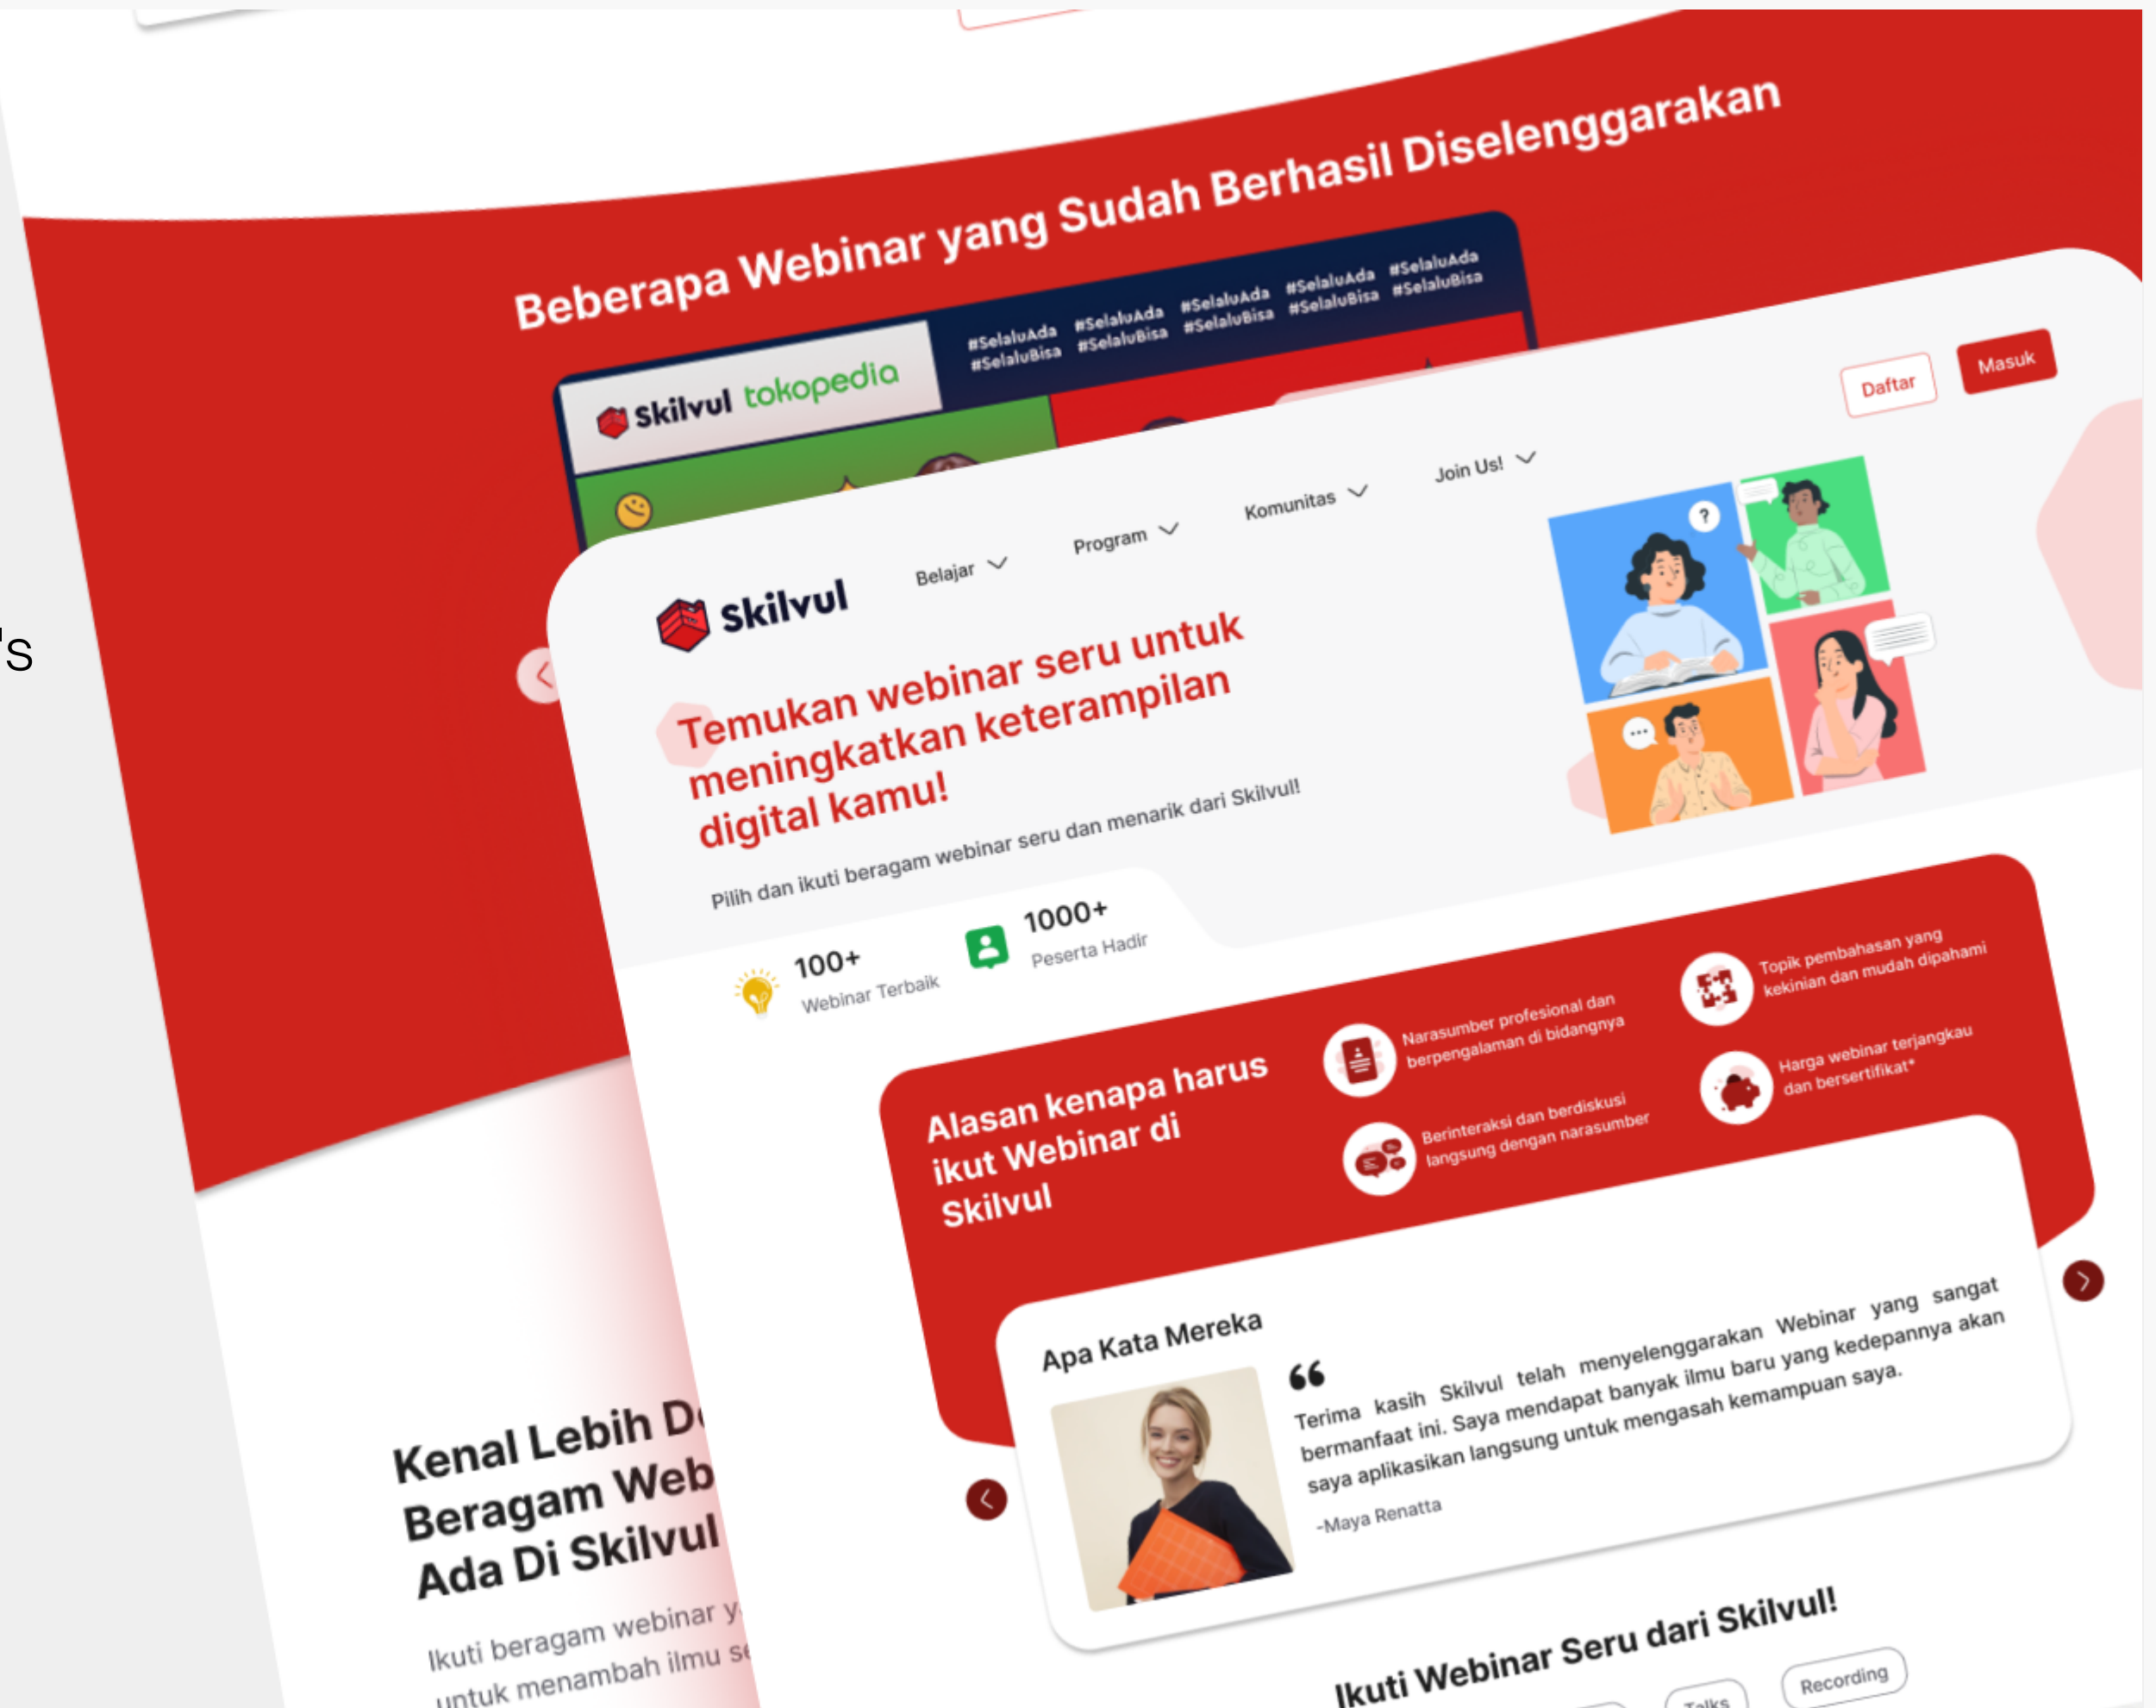 's
Beberapa Webinar yang Sudah Berhasil Diselenggarakan
Skilvul tokopedia
#SelaluAda #SelaluAda #SelaluAda #SelaluAda #SelaluAda
#SelaluBisa #SelaluBisa #SelaluBisa #SelaluBisa #SelaluBisa
Skilvul
Belajar
Program
Komunitas
Join Us!
Daftar
Masuk
Temukan webinar seru untuk
meningkatkan keterampilan
digital kamu!
Pilih dan ikuti beragam webinar seru dan menarik dari Skilvul!
?
100+
Webinar Terbaik
1000+
Peserta Hadir
Alasan kenapa harus
ikut Webinar di
Skilvul
Narasumber profesional dan
berpengalaman di bidangnya
Topik pembahasan yang
kekinian dan mudah dipahami
Berinteraksi dan berdiskusi
langsung dengan narasumber
Harga webinar terjangkau
dan bersertifikat*
Apa Kata Mereka
“
Terima kasih Skilvul telah menyelenggarakan Webinar yang sangat
bermanfaat ini. Saya mendapat banyak ilmu baru yang kedepannya akan
saya aplikasikan langsung untuk mengasah kemampuan saya.
-Maya Renatta
Kenal Lebih
Beragam Web
Ada Di Skilvul
Ikuti beragam webinar y
untuk menambah ilmu se
Ikuti Webinar Seru dari Skilvul!
Talks
Recording